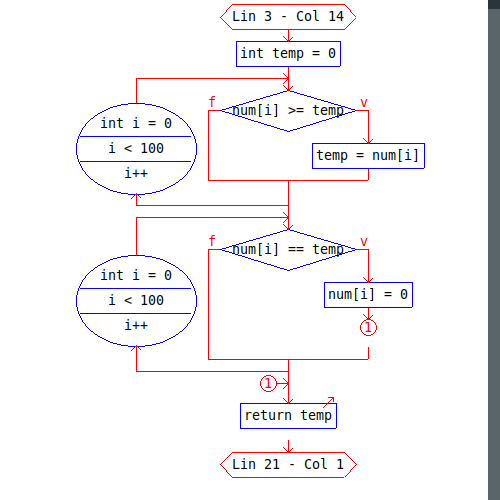 Lin 3 - Col 14
int temp = 0
f
num[i] >= temp
v
int i = 0
i < 100
i++
temp = num[i]
f
num[i] == temp
v
int i = 0
i < 100
i++
num[i] = 0
1
1
return temp
Lin 21 - Col 1